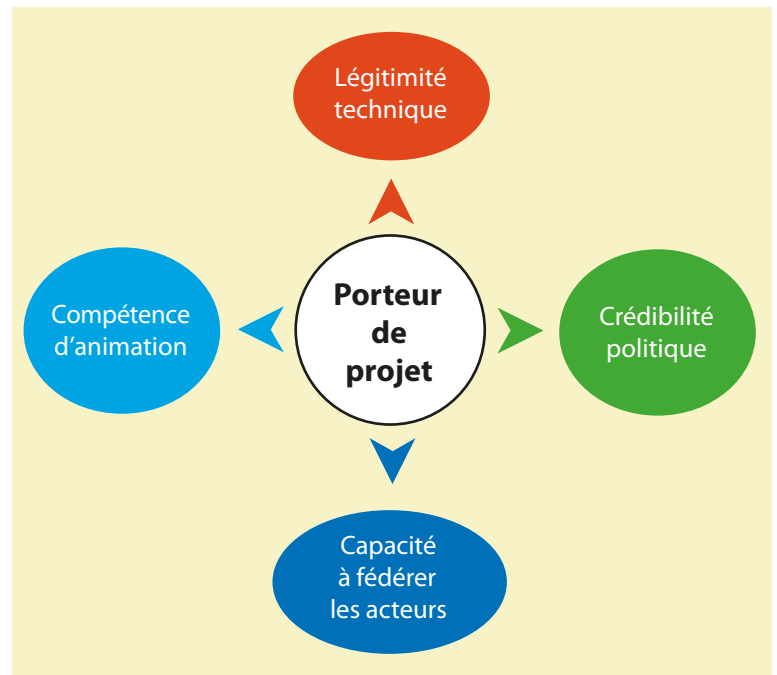 Légitimité
technique
Compétence
d'animation
Porteur
de
projet
Crédibilité
politique
Capacité
à fédérer
les acteurs